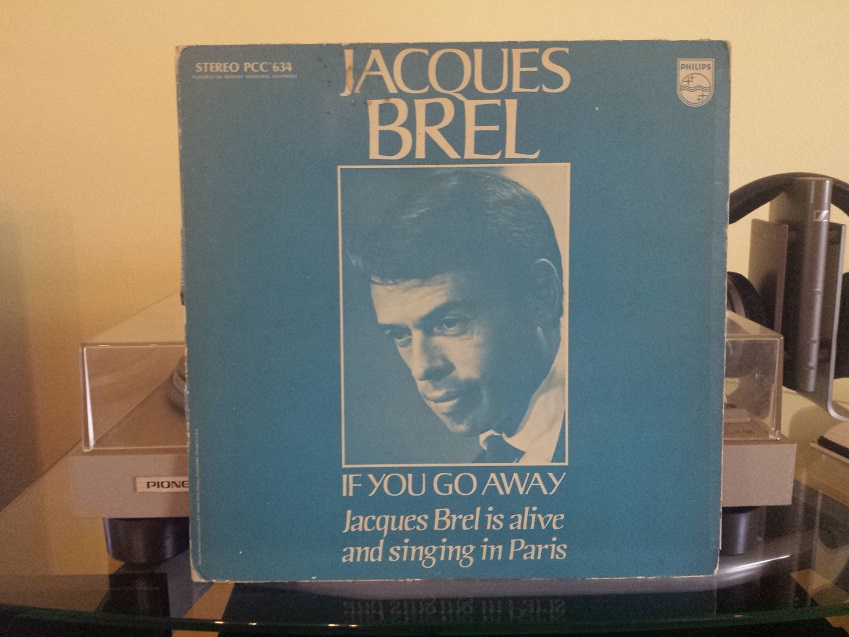 STEREO PCC 634
JACQUES
BREL
PHILIPS
IF YOU GO AWAY
Jacques Brel is alive
and singing in Paris
PIONE